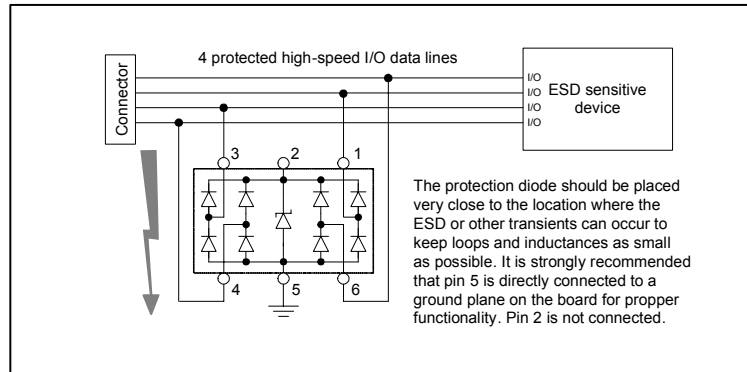 4 protected high-speed I/O data lines
Connector
I/O
I/O
I/O
I/O
ESD sensitive
device
3
2
1
4
5
6
The protection diode should be placed
very close to the location where the
ESD or other transients can occur to
keep loops and inductances as small
as possible. It is strongly recommended
that pin 5 is directly connected to a
ground plane on the board for propper
functionality. Pin 2 is not connected.